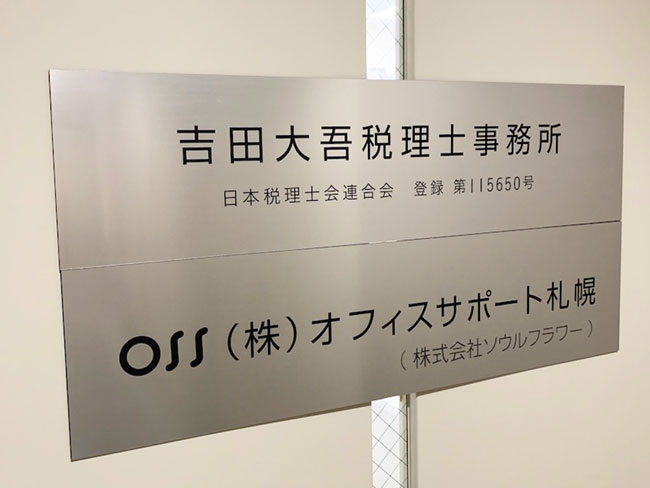 吉田大吾税理士事務所
日本税理士会連合会　登録 第115650号
OSS (株)オフィスサポート札幌
(株式会社ソウルフラワー)